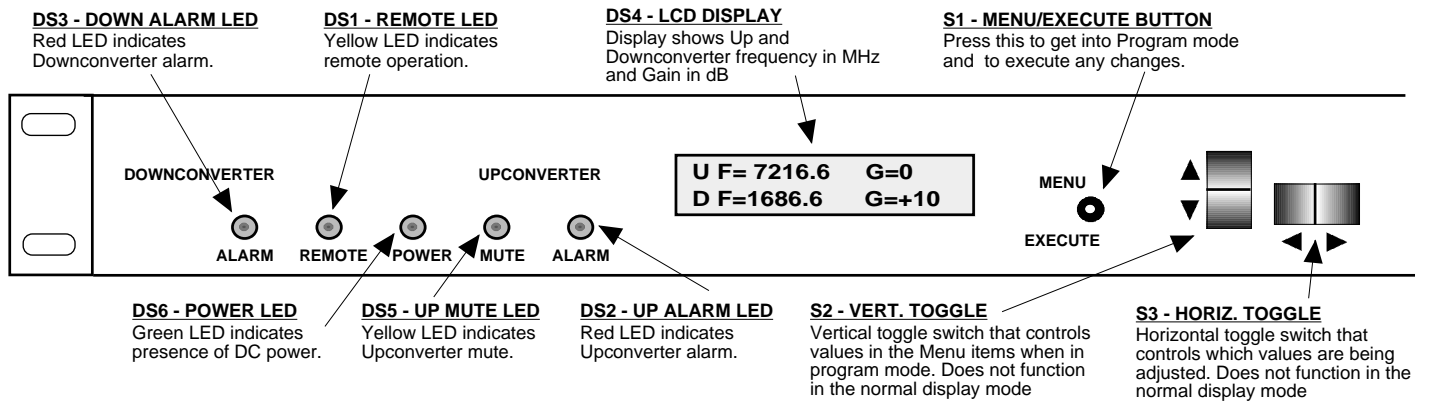 DS3 - DOWN ALARM LED
Red LED indicates
Downconverter alarm.
DS1 - REMOTE LED
Yellow LED indicates
remote operation.
DS4 - LCD DISPLAY
Display shows Up and
Downconverter frequency in MHz
and Gain in dB
S1 - MENU/EXECUTE BUTTON
Press this to get into Program mode
and to execute any changes.
DOWNCONVERTER
UPCONVERTER
ALARM
REMOTE
POWER
MUTE
ALARM
U F= 7216.6 G=0
D F=1686.6 G=+10
MENU
EXECUTE
DS6 - POWER LED
Green LED indicates
presence of DC power.
DS5 - UP MUTE LED
Yellow LED indicates
Upconverter mute.
DS2 - UP ALARM LED
Red LED indicates
Upconverter alarm.
S2 - VERT. TOGGLE
Vertical toggle switch that controls
values in the Menu items when in
program mode. Does not function
in the normal display mode
S3 - HORIZ. TOGGLE
Horizontal toggle switch that
controls which values are being
adjusted. Does not function in the
normal display mode